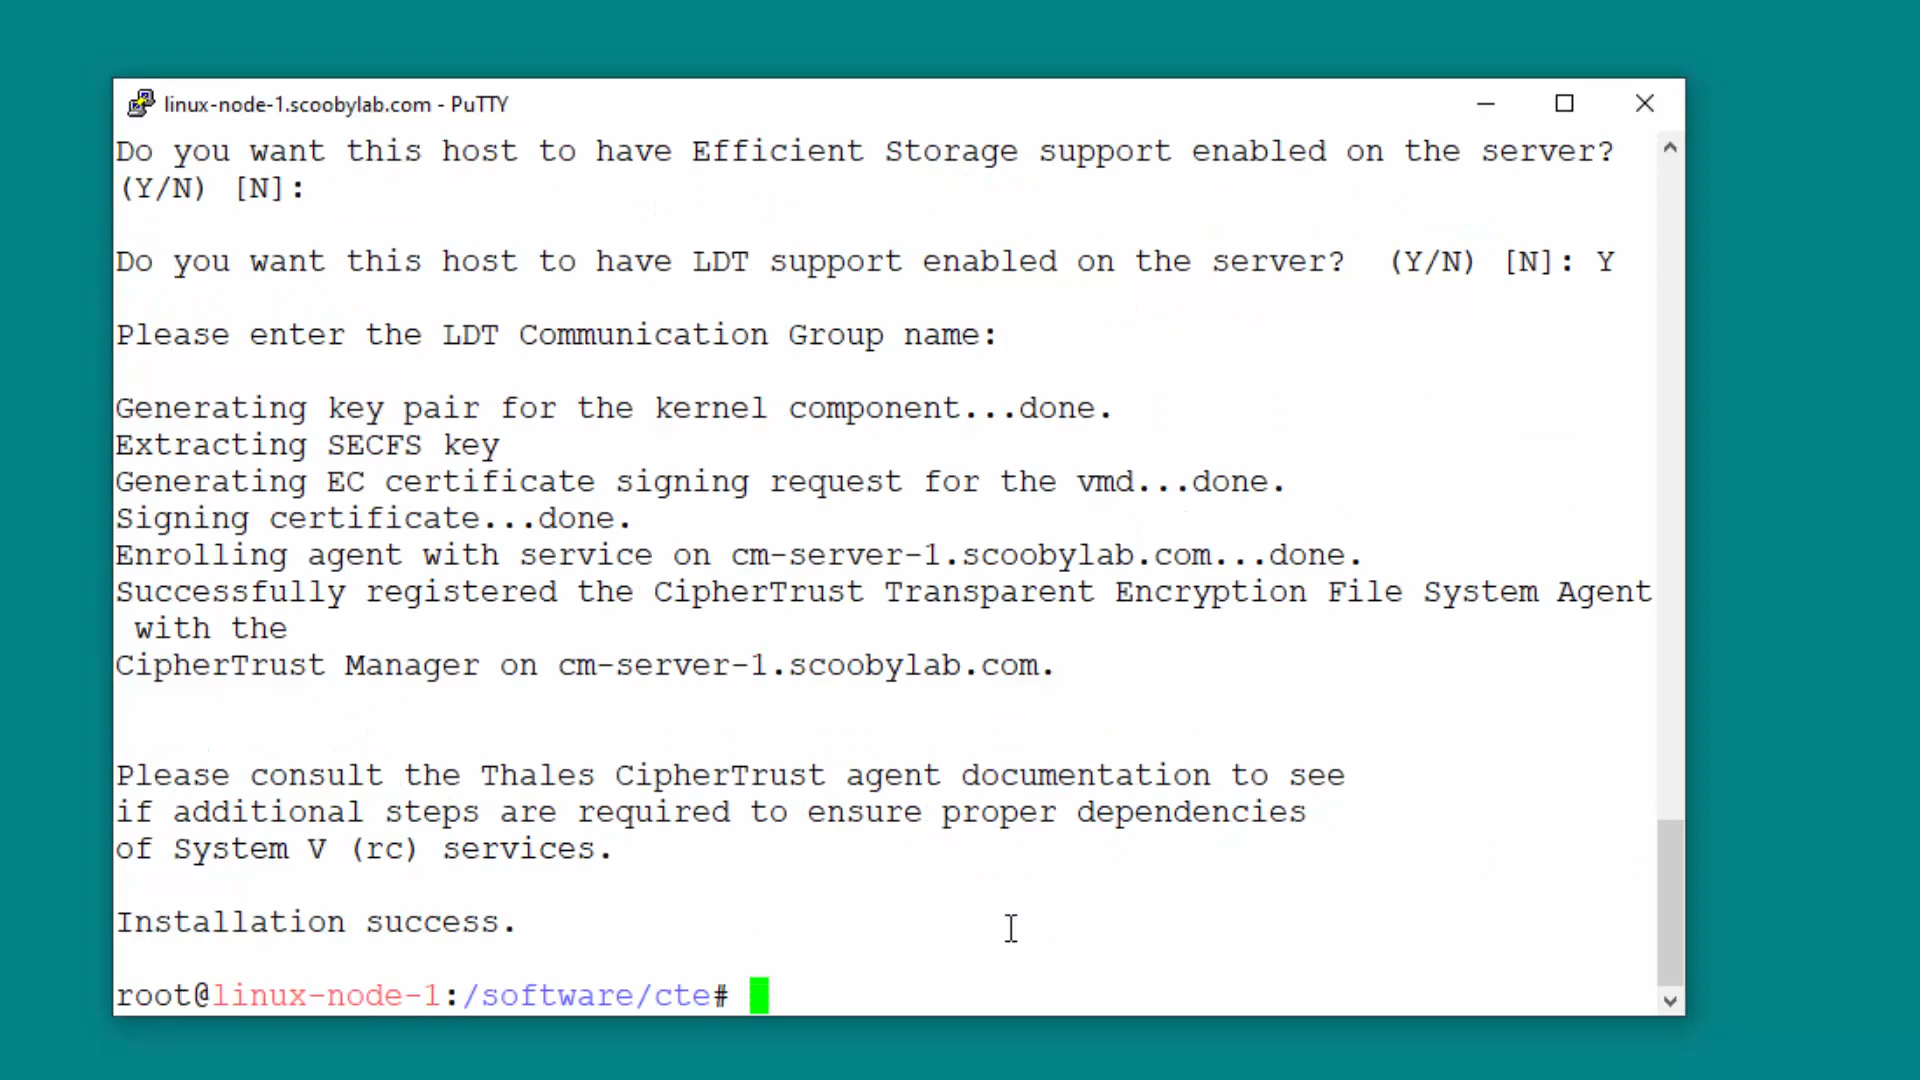 linux-node-1.scoobylab.com - PuTTY
Do you want this host to have Efficient Storage support enabled on the server?
(Y/N) [N]:
Do you want this host to have LDT support enabled on the server?  (Y/N) [N]: Y
Please enter the LDT Communication Group name:
Generating key pair for the kernel component...done.
Extracting SECFS key
Generating EC certificate signing request for the vmd...done.
Signing certificate...done.
Enrolling agent with service on cm-server-1.scoobylab.com...done.
Successfully registered the CipherTrust Transparent Encryption File System Agent
with the
CipherTrust Manager on cm-server-1.scoobylab.com.
Please consult the Thales CipherTrust agent documentation to see
if additional steps are required to ensure proper dependencies
of System V (rc) services.
Installation success.
root@linux-node-1:/software/cte#